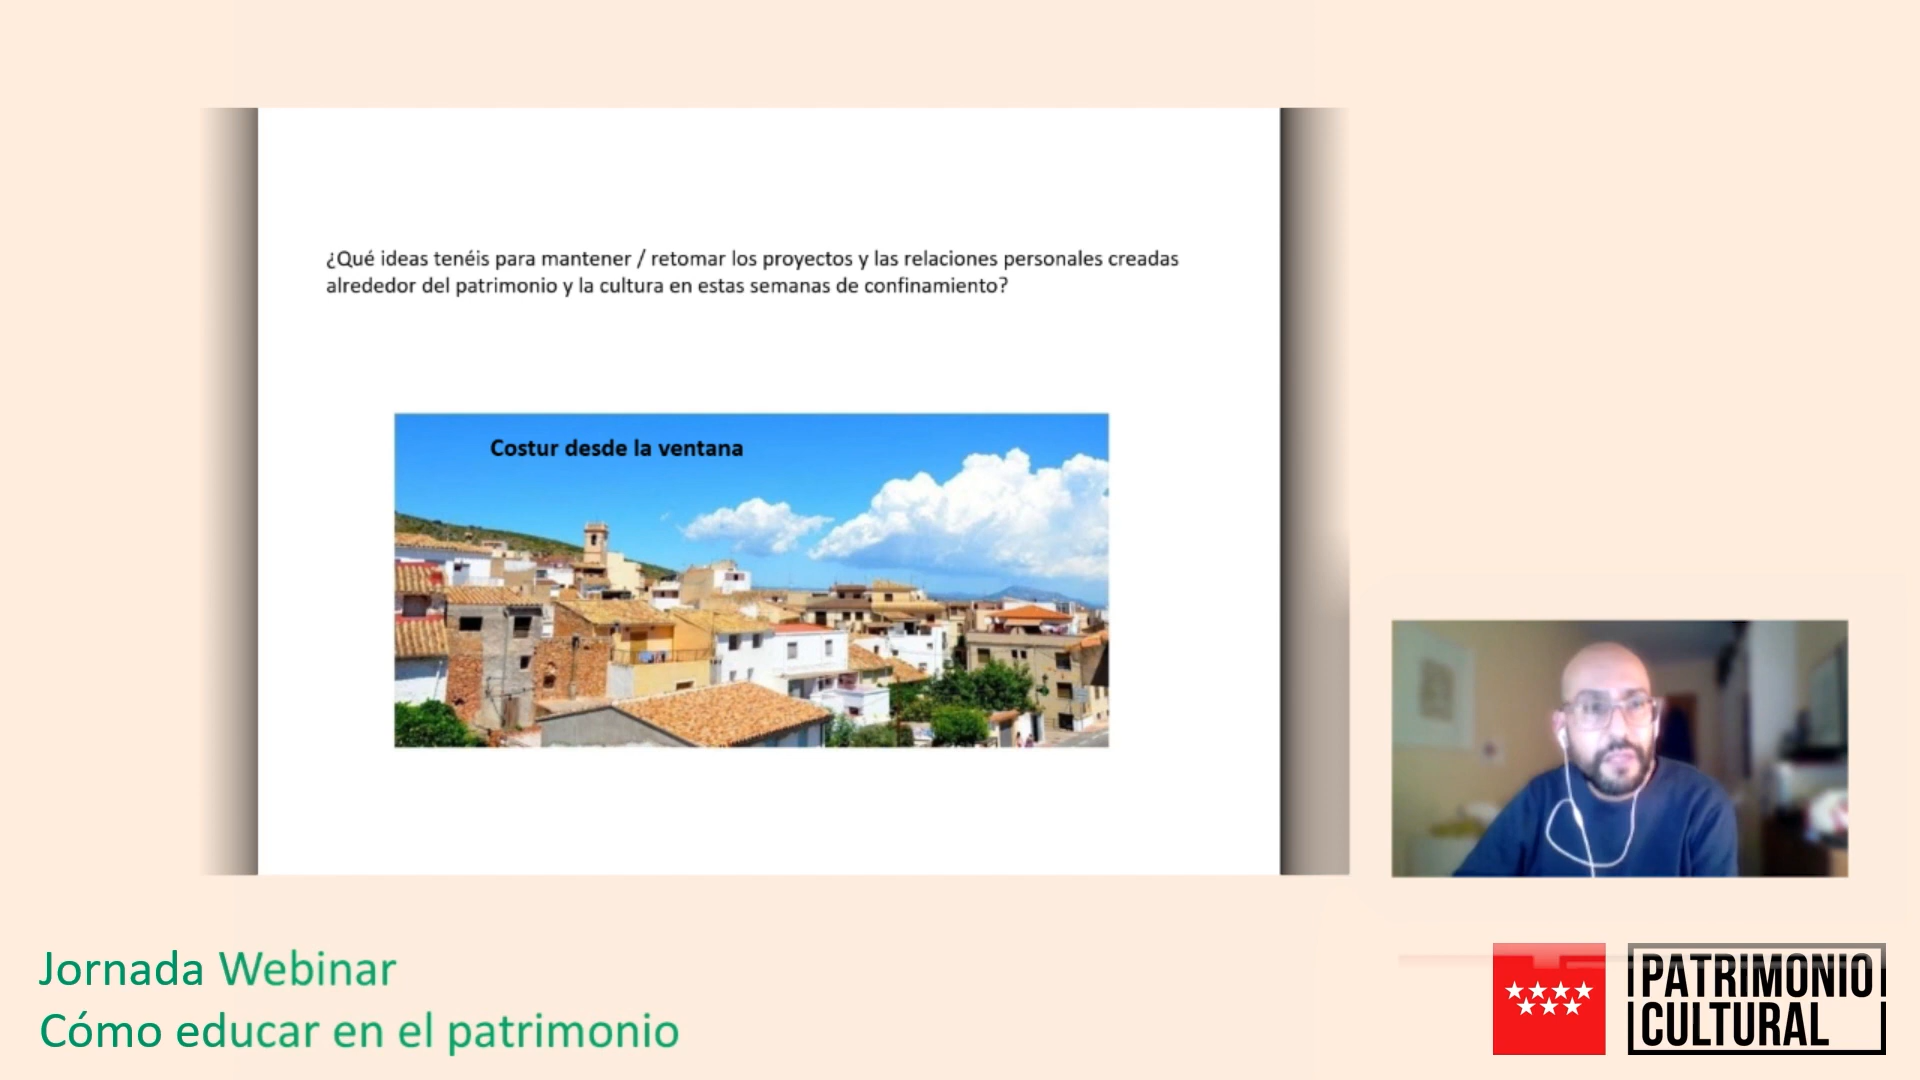 ¿Qué ideas tenéis para mantener / retomar los proyectos y las relaciones personales creadas
alrededor del patrimonio y la cultura en estas semanas de confinamiento?
Costur desde la ventana
Jornada Webinar
Cómo educar en el patrimonio
PATRIMONIO
CULTURAL